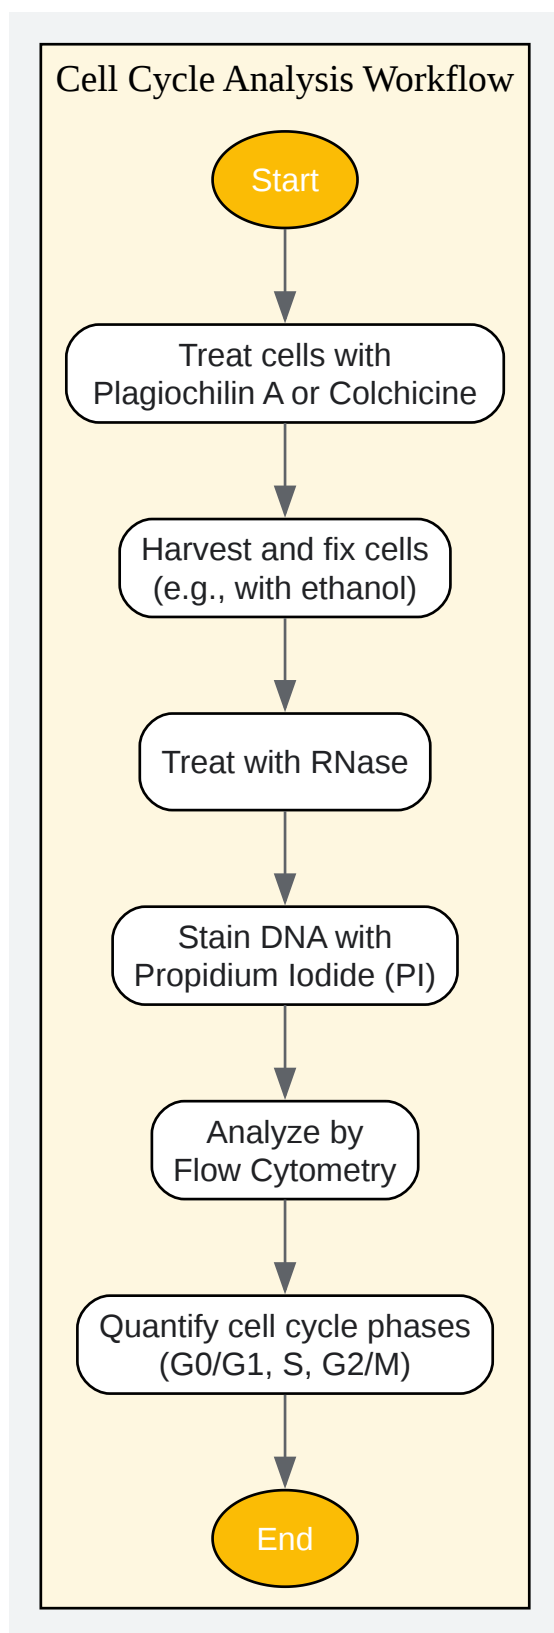 Cell Cycle Analysis Workflow
Start
Treat cells with
Plagiochilin A or Colchicine
Harvest and fix cells
(e.g., with ethanol)
Treat with RNase
Stain DNA with
Propidium Iodide (PI)
Analyze by
Flow Cytometry
Quantify cell cycle phases
(G0/G1, S, G2/M)
End